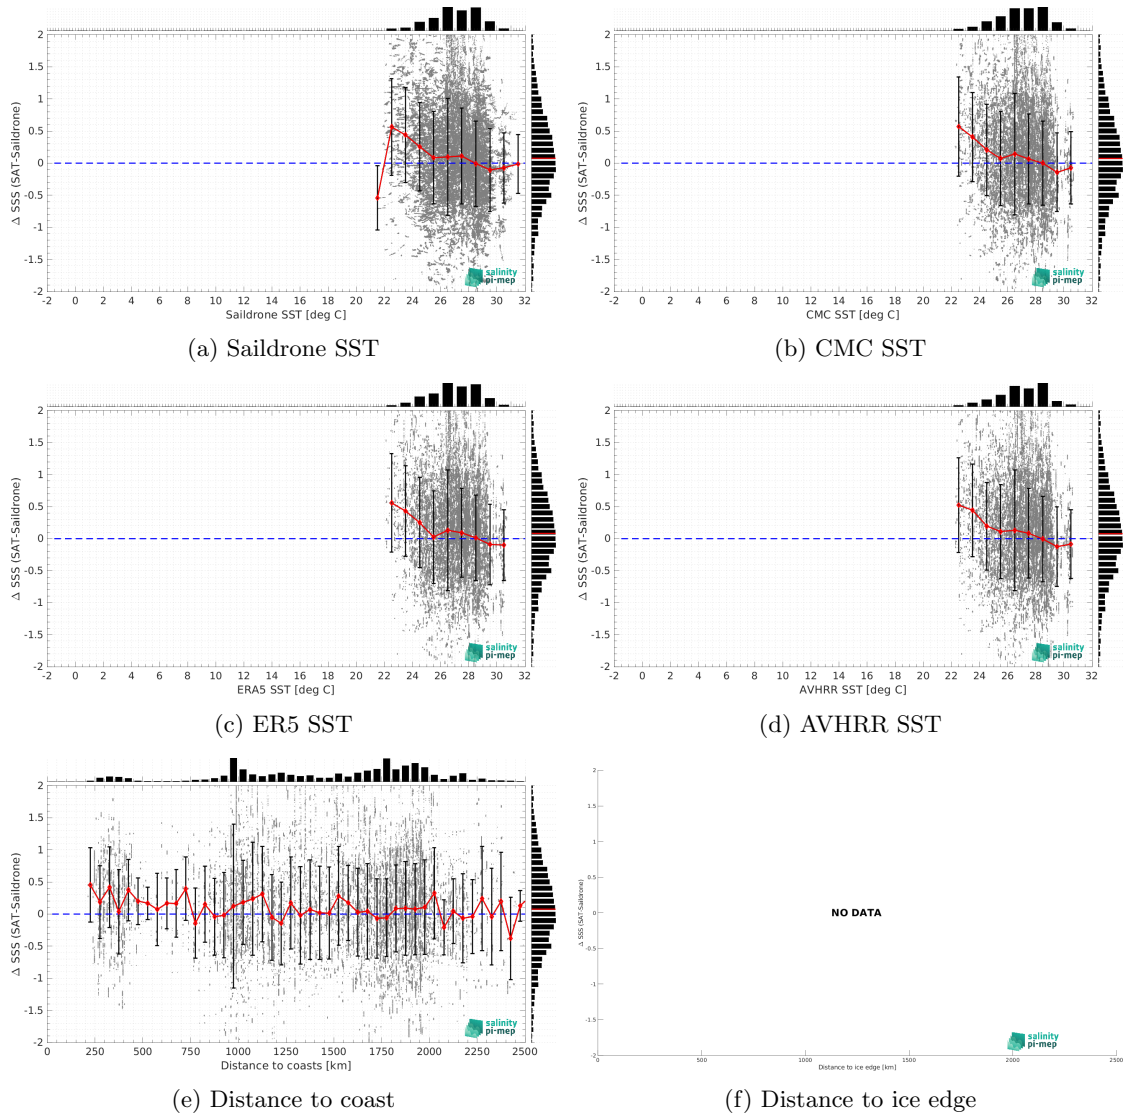 2
1.5
1
0.5
0
-0.5
-1
-1.5
-2
Δ SSS (SAT-Saildrone)
-2 0 2 4 6 8 10 12 14 16 18 20 22 24 26 28 30 32
Saildrone SST [deg C]
salinity
pi-mep
(a) Saildrone SST
2
1.5
1
0.5
0
-0.5
-1
-1.5
-2
Δ SSS (SAT-Saildrone)
-2 0 2 4 6 8 10 12 14 16 18 20 22 24 26 28 30 32
CMC SST [deg C]
salinity
pi-mep
(b) CMC SST
2
1.5
1
0.5
0
-0.5
-1
-1.5
-2
Δ SSS (SAT-Saildrone)
-2 0 2 4 6 8 10 12 14 16 18 20 22 24 26 28 30 32
ERA5 SST [deg C]
salinity
pi-mep
(c) ER5 SST
2
1.5
1
0.5
0
-0.5
-1
-1.5
-2
Δ SSS (SAT-Saildrone)
-2 0 2 4 6 8 10 12 14 16 18 20 22 24 26 28 30 32
AVHRR SST [deg C]
salinity
pi-mep
(d) AVHRR SST
2
1.5
1
0.5
0
-0.5
-1
-1.5
-2
Δ SSS (SAT-Saildrone)
0 250 500 750 1000 1250 1500 1750 2000 2250 2500
Distance to coasts [km]
salinity
pi-mep
(e) Distance to coast
2
1.5
1
0.5
0
-0.5
-1
-1.5
-2
Δ SSS (SAT-Saildrone)
NO DATA
0 500 1000 1500 2000 2500
Distance to ice edge [km]
salinity
pi-mep
(f) Distance to ice edge